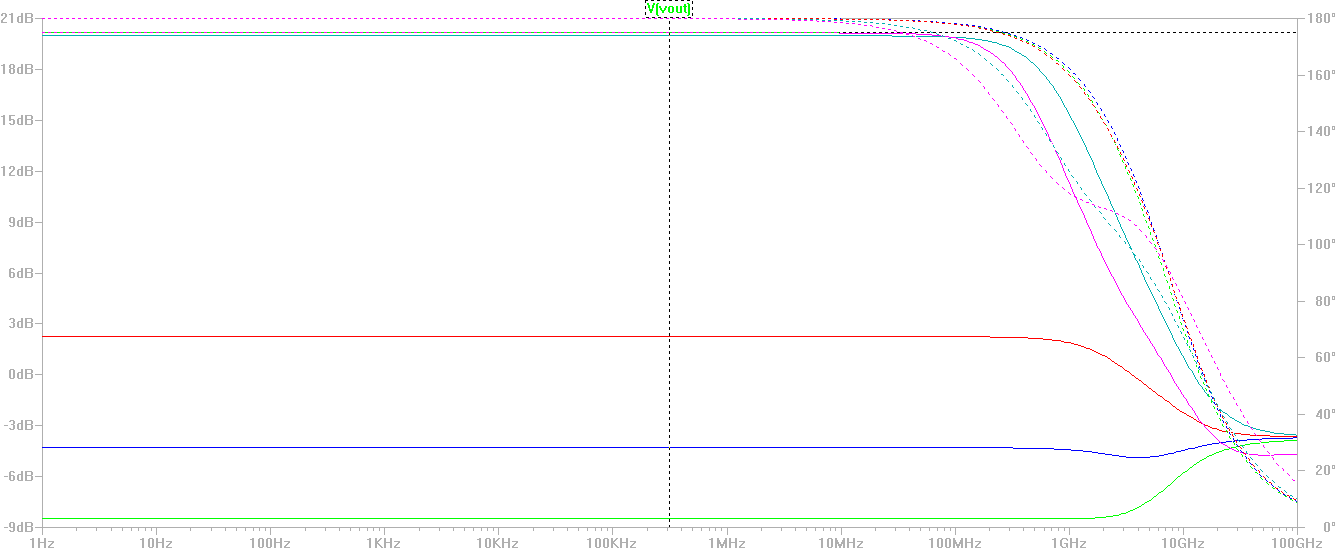 V[vout]
21dB 180°
18dB 160°
15dB 140°
12dB 120°
9dB 100°
6dB 80°
3dB 60°
0dB 40°
-3dB 20°
-6dB 0°
-9dB
1Hz 10Hz 100Hz 1KHz 10KHz 100KHz 1MHz 10MHz 100MHz 1GHz 10GHz 100GHz